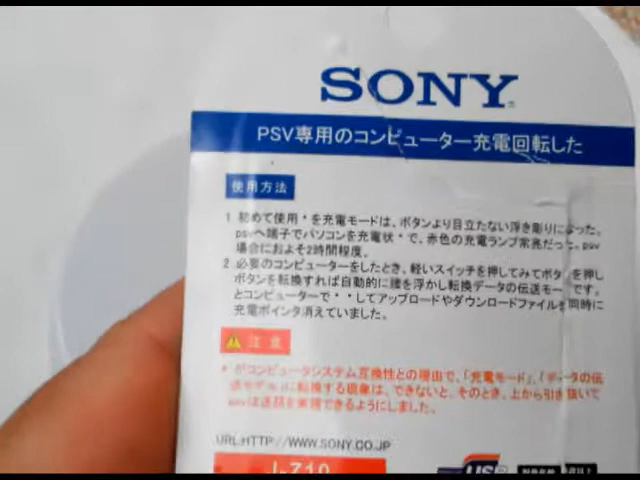 SONY
PSV専用のコンピューター充電回転した
使用方法
1 初めて使用*を充電モードは、ボタンより目立たない浮き彫りになった。
psvへ端子でパソコンを充電状*で、赤色の充電ランプ常亮だった。psv
場合におよそ2時間程度。
2 必要のコンピューターをしたとき、軽いスイッチを押してみてボタ を押し
ボタンを転換すれば自動的に腰を浮かし転換データの伝送モー です。
とコンピューターで**してアップロードやダウンロードファイルを同時に
充電ポインタ消えていました。
注意
*がコンピュータシステム互換性との理由で、「充電モード」、「データの伝
送モデル」に転換する現象は、できないと、そのとき、上から引き抜いて
psvは送話を実現できるようにしました。
URL:HTTP://WWW.SONY.CO.JP
J-Z10